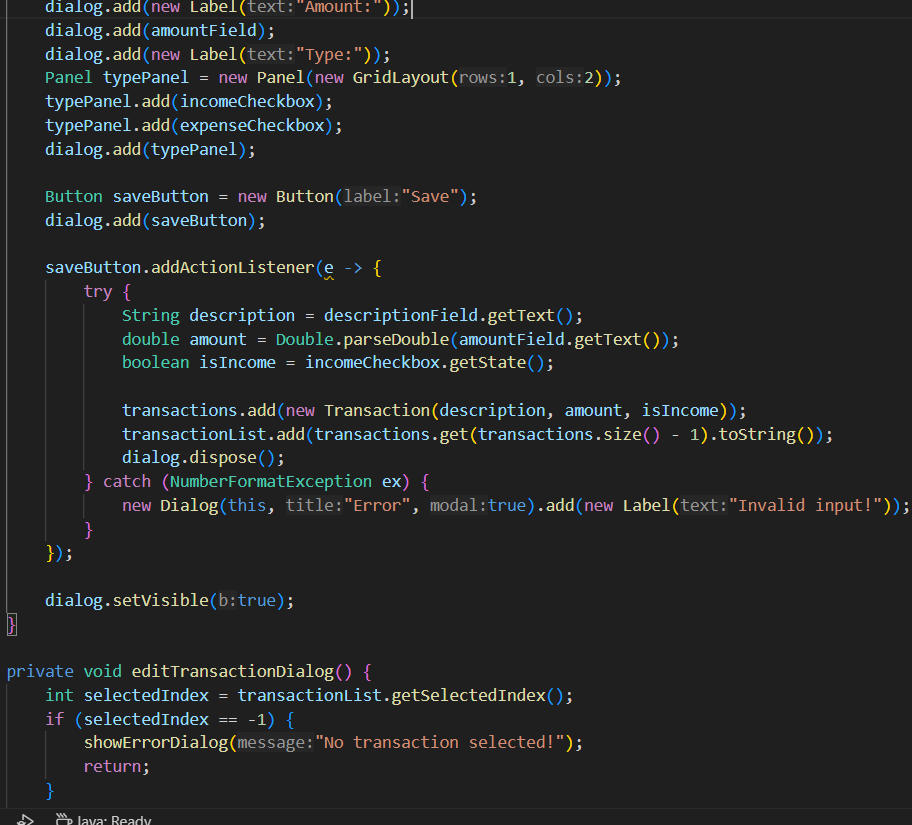 dialog.add(new Label(text:"Amount:"));
dialog.add(amountField);
dialog.add(new Label(text:"Type:"));
Panel typePanel = new Panel(new GridLayout(rows:1, cols:2));
typePanel.add(incomeCheckbox);
typePanel.add(expenseCheckbox);
dialog.add(typePanel);
Button saveButton = new Button(label:"Save");
dialog.add(saveButton);
saveButton.addActionListener(e -> {
try {
String description = descriptionField.getText();
double amount = Double.parseDouble(amountField.getText());
boolean isIncome = incomeCheckbox.getState();
transactions.add(new Transaction(description, amount, isIncome));
transactionList.add(transactions.get(transactions.size() - 1).toString());
dialog.dispose();
} catch (NumberFormatException ex) {
new Dialog(this, title:"Error", modal:true).add(new Label(text:"Invalid input!"));
}
});
dialog.setVisible(b:true);
}
private void editTransactionDialog() {
int selectedIndex = transactionList.getSelectedIndex();
if (selectedIndex == -1) {
showErrorDialog(message:"No transaction selected!");
return;
}
Java: Ready